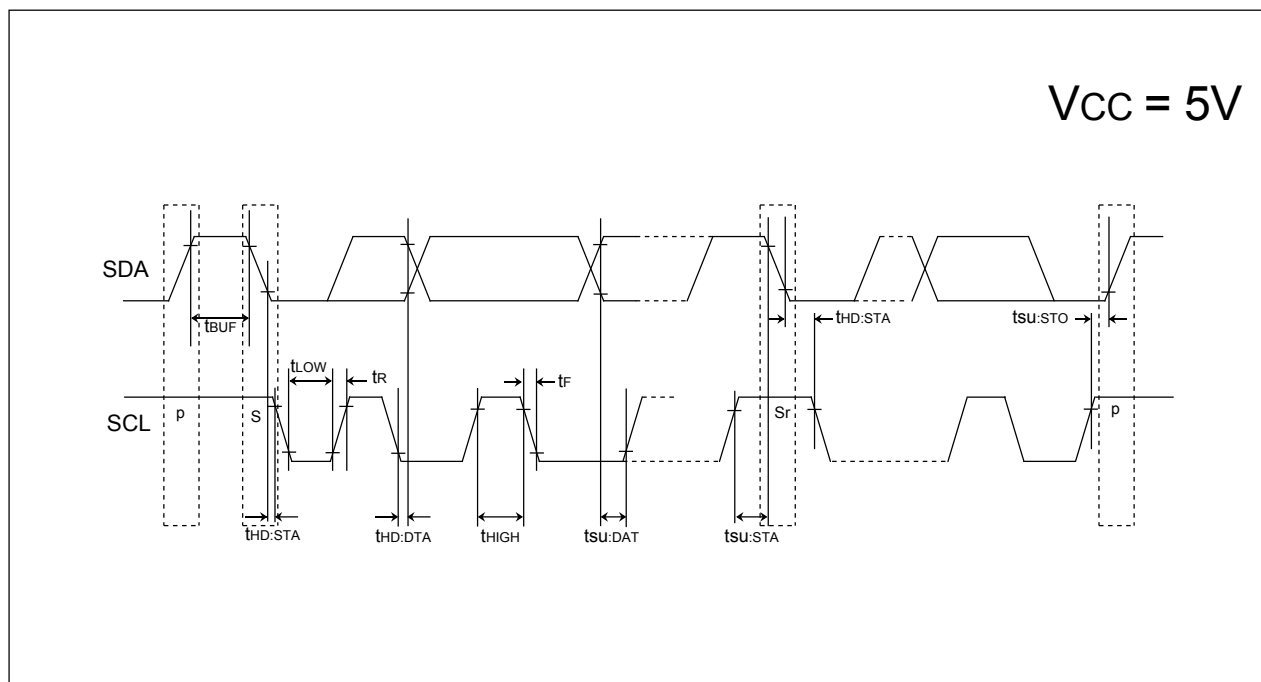 VCC = 5V
SDA
tBUF
tHD:STA
tsu:STO
tLOW
tR
tF
SCL
p
S
Sr
p
tHD:STA
tHD:DTA
tHIGH
tsu:DAT
tsu:STA